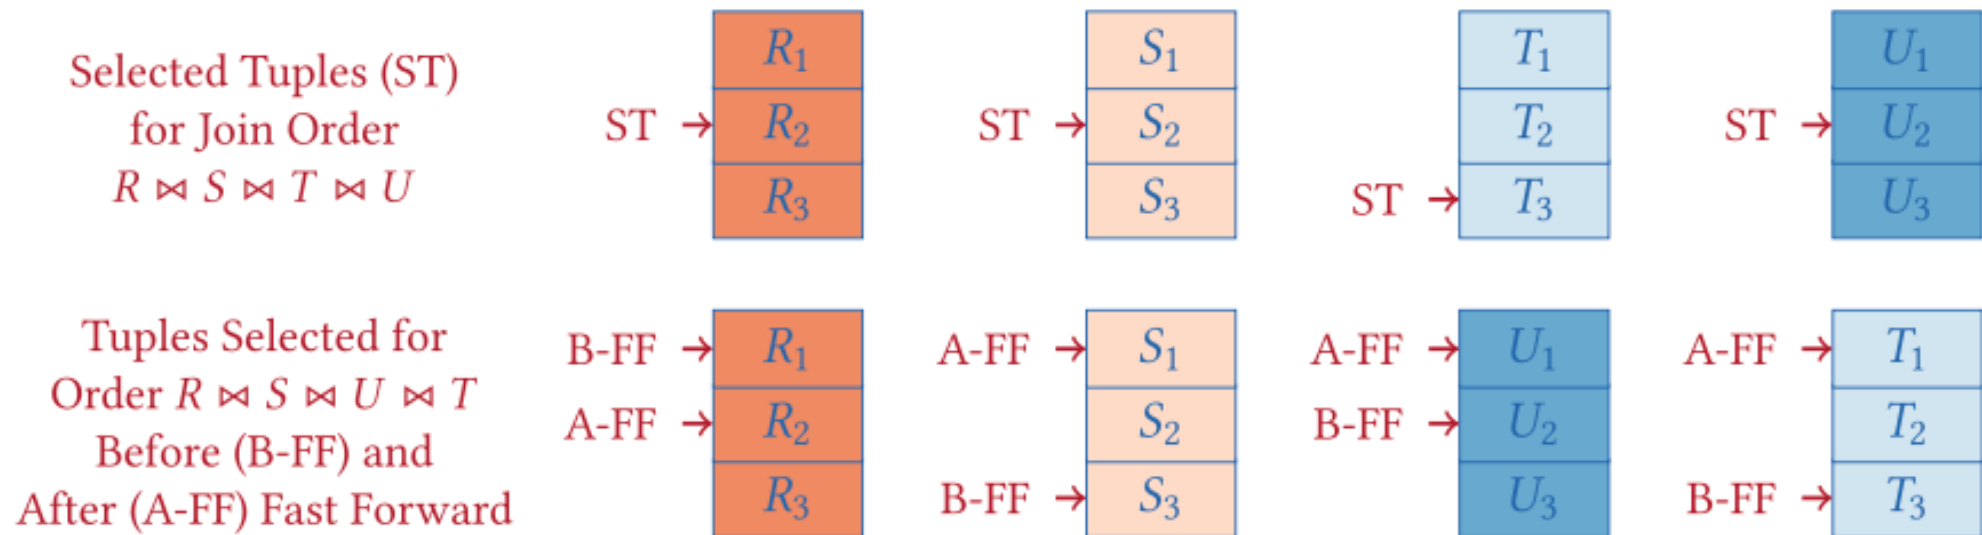 Selected Tuples (ST)
for Join Order
R ⋈ S ⋈ T ⋈ U
R₁
ST → R₂
R₃
S₁
ST → S₂
S₃
T₁
T₂
ST → T₃
U₁
ST → U₂
U₃
Tuples Selected for
Order R ⋈ S ⋈ U ⋈ T
Before (B-FF) and
After (A-FF) Fast Forward
B-FF → R₁
A-FF → R₂
R₃
A-FF → S₁
S₂
B-FF → S₃
A-FF → U₁
B-FF → U₂
U₃
A-FF → T₁
T₂
B-FF → T₃